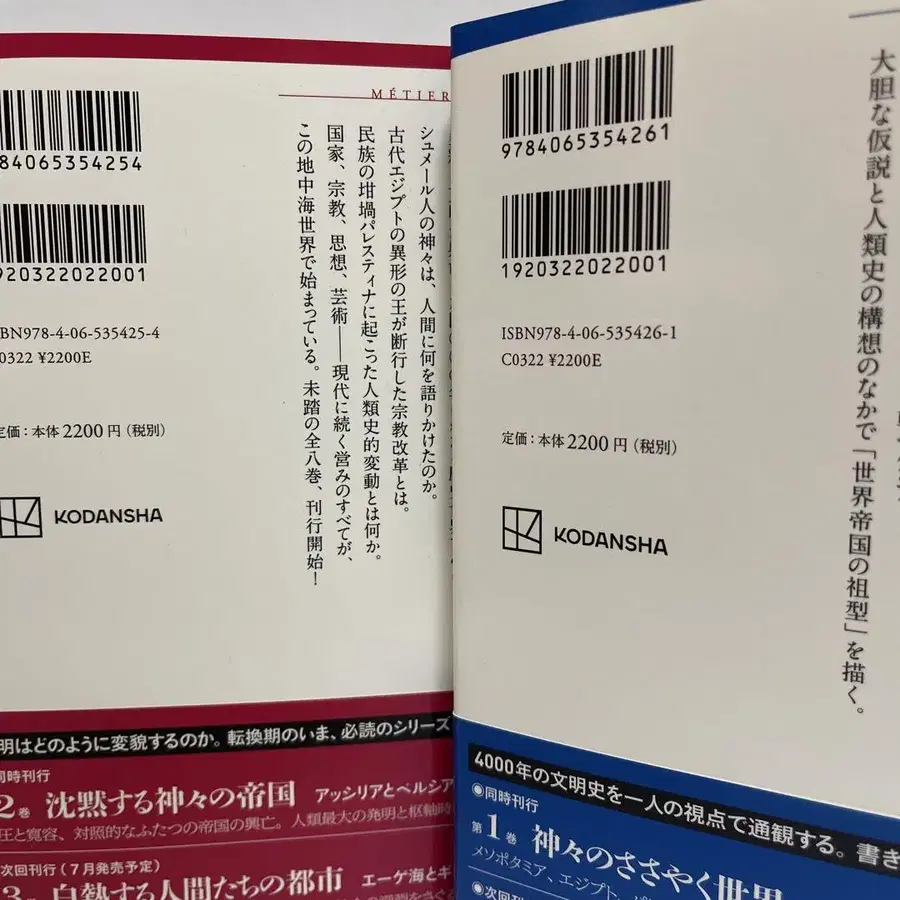 84065354254
920322022001
BN978-4-06-535425-4
0322 ¥2200E
定価：本体2200円（税別）
KODANSHA
MÉTIER
シュメール人の神々は、人間に何を語りかけたのか。
古代エジプトの異形の王が断行した宗教改革とは。
民族の坩堝パレスティナに起こった人類史的変動とは何か。
国家、宗教、思想、芸術――現代に続く営みのすべてが、
この地中海世界で始まっている。未踏の全八巻、刊行開始！
明はどのように変貌するのか。転換期のいま、必読のシリーズ
同時刊行
2巻 沈黙する神々の帝国 アッシリアとペルシア
王と寛容、対照的なふたつの帝国の興亡。人類最大の発明と枢軸時
次回刊行（7月発売予定）
3 白熱する人間たちの都市 エーゲ海とギ
9784065354261
1920322022001
ISBN978-4-06-535426-1
C0322 ¥2200E
定価：本体2200円（税別）
KODANSHA
大胆な仮説と人類史の構想のなかで「世界帝国の祖型」を描く。
4000年の文明史を一人の視点で通観する。書き
●同時刊行
第1巻 神々のささやく世界
メソポタミア、エジプト、パ
●次回刊